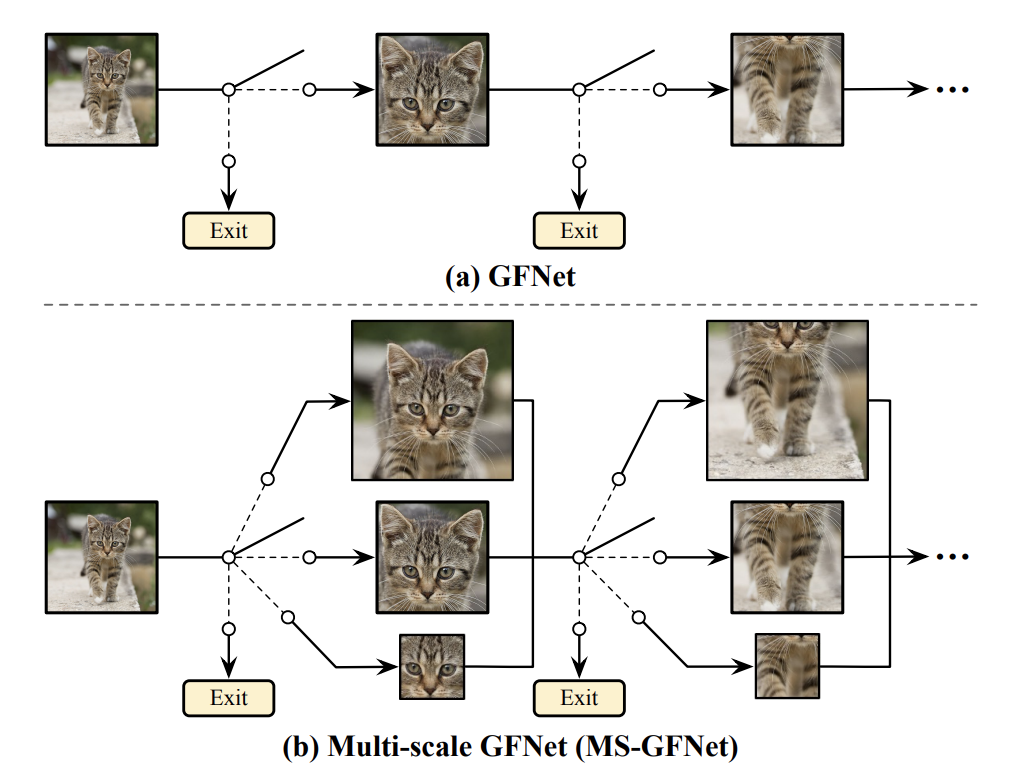 ...
Exit
Exit
(a) GFNet
...
Exit
Exit
(b) Multi-scale GFNet (MS-GFNet)